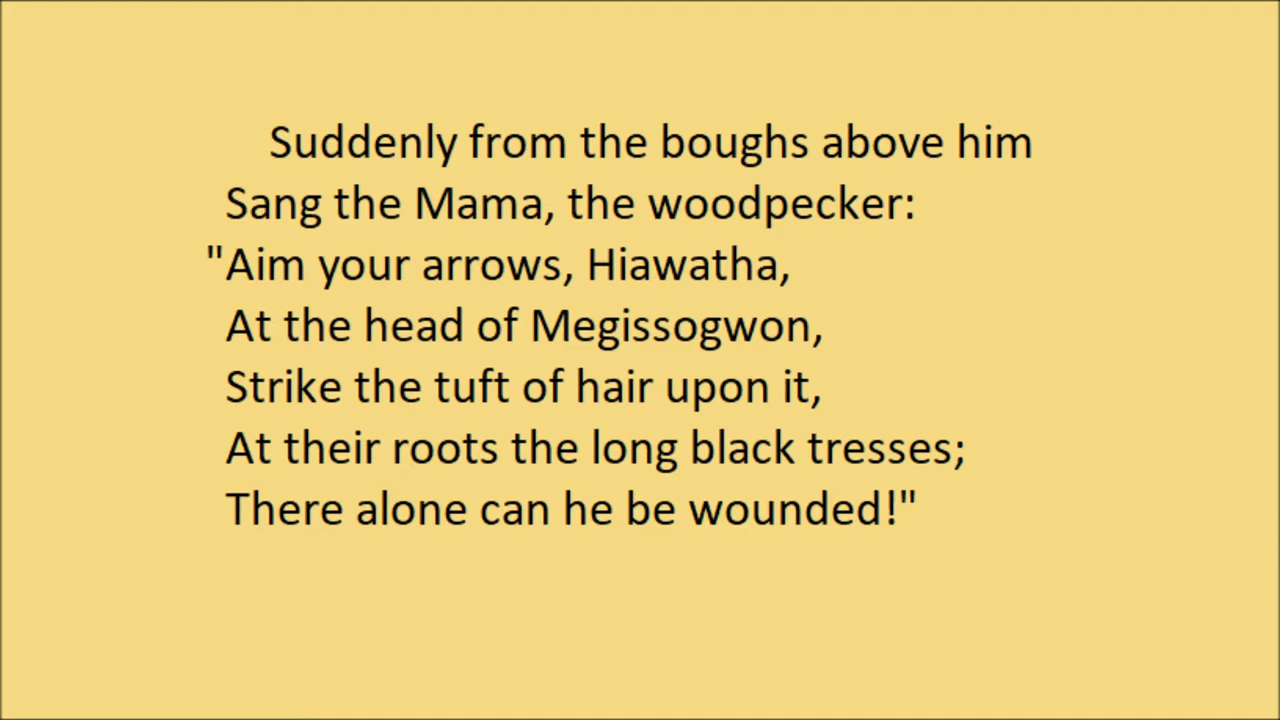 Suddenly from the boughs above him
Sang the Mama, the woodpecker:
"Aim your arrows, Hiawatha,
At the head of Megissogwon,
Strike the tuft of hair upon it,
At their roots the long black tresses;
There alone can he be wounded!"